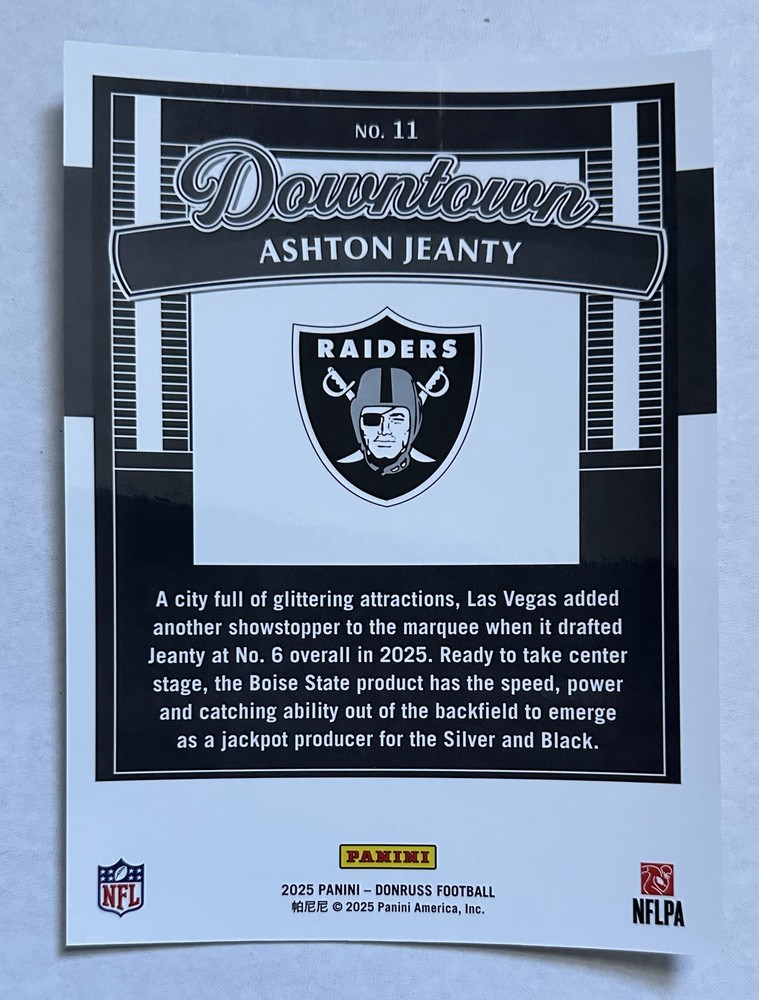 NO. 11
Downtown
ASHTON JEANTY
RAIDERS
A city full of glittering attractions, Las Vegas added
another showstopper to the marquee when it drafted
Jeanty at No. 6 overall in 2025. Ready to take center
stage, the Boise State product has the speed, power
and catching ability out of the backfield to emerge
as a jackpot producer for the Silver and Black.
PANINI
NFL
2025 PANINI – DONRUSS FOOTBALL
帕尼尼 © 2025 Panini America, Inc.
NFLPA